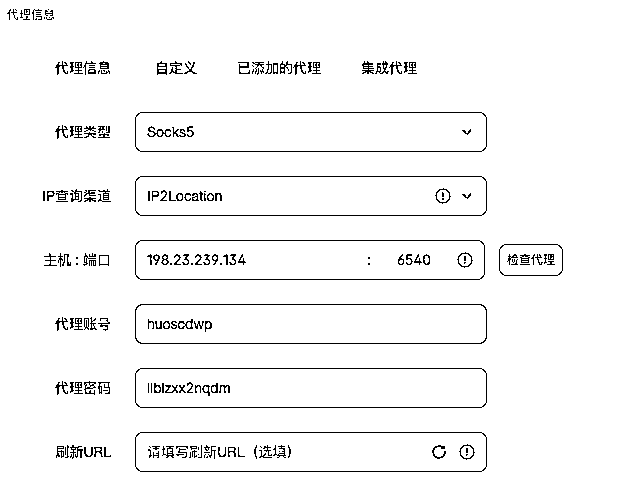 代理信息
代理信息 自定义 已添加的代理 集成代理
代理类型 Socks5
IP查询渠道 IP2Location
主机 : 端口 198.23.239.134 : 6540 检查代理
代理账号 huoscdwp
代理密码 llblzxx2nqdm
刷新URL 请填写刷新URL（选填）